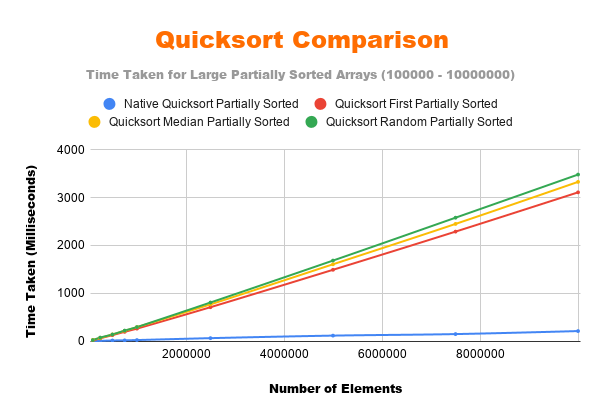 Quicksort Comparison
Time Taken for Large Partially Sorted Arrays (100000 - 10000000)
Native Quicksort Partially Sorted Quicksort First Partially Sorted
Quicksort Median Partially Sorted Quicksort Random Partially Sorted
Time Taken (Milliseconds)
4000
3000
2000
1000
0
2000000 4000000 6000000 8000000
Number of Elements